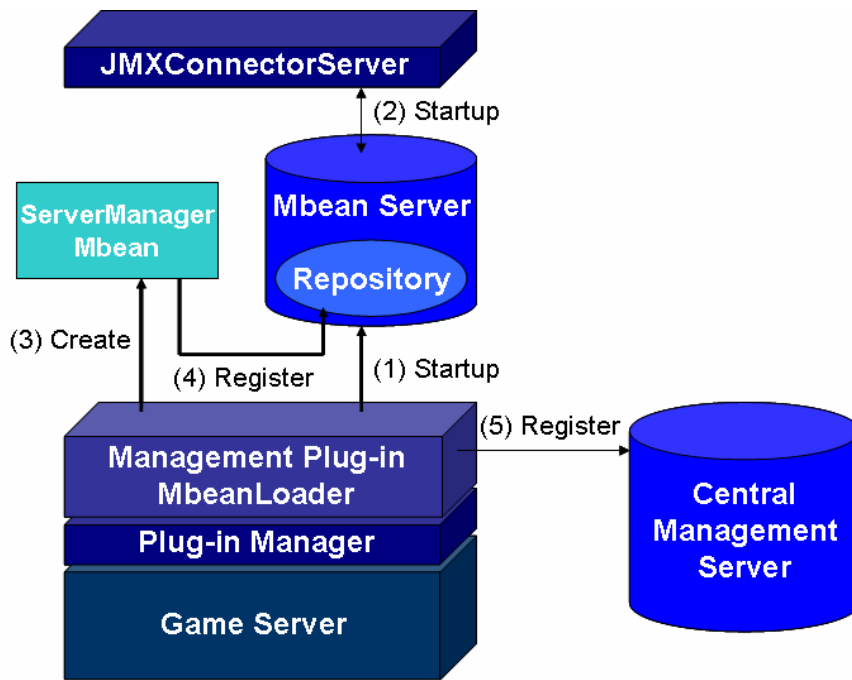 JMXConnectorServer
(2) Startup
Mbean Server
Repository
ServerManager
Mbean
(3) Create
(4) Register
(1) Startup
(5) Register
Management Plug-in
MbeanLoader
Plug-in Manager
Game Server
Central
Management
Server